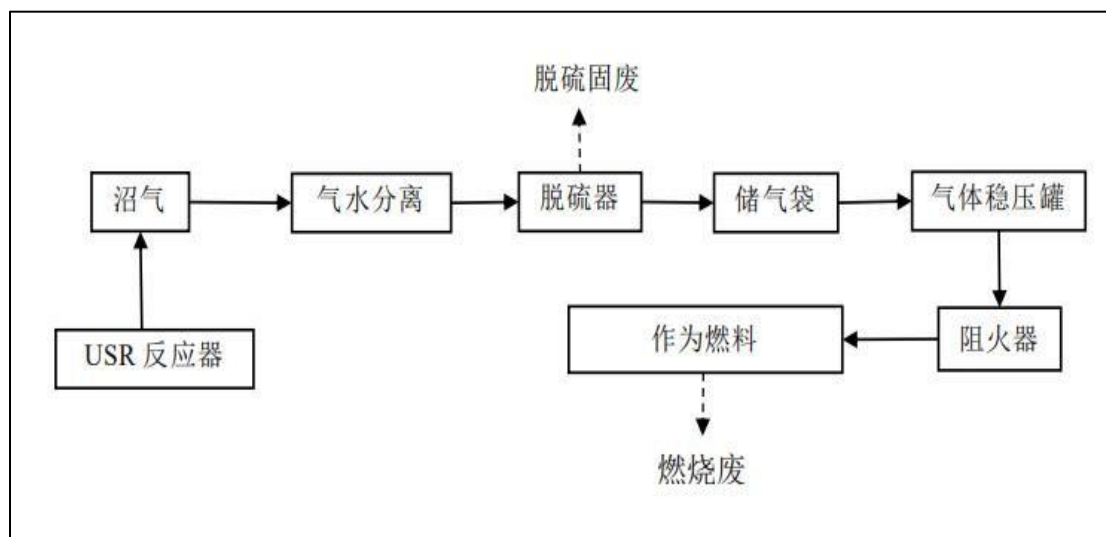 脱硫固废
沼气
气水分离
脱硫器
储气袋
气体稳压罐
USR 反应器
作为燃料
阻火器
燃烧废